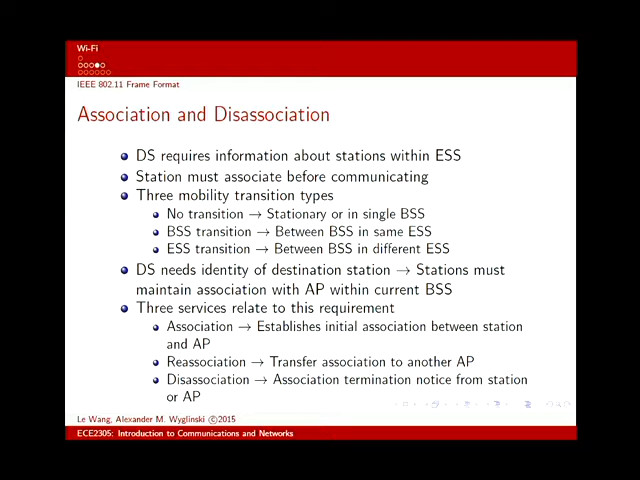 Wi-Fi
IEEE 802.11 Frame Format
Association and Disassociation
DS requires information about stations within ESS
Station must associate before communicating
Three mobility transition types
No transition → Stationary or in single BSS
BSS transition → Between BSS in same ESS
ESS transition → Between BSS in different ESS
DS needs identity of destination station → Stations must
maintain association with AP within current BSS
Three services relate to this requirement
Association → Establishes initial association between station
and AP
Reassociation → Transfer association to another AP
Disassociation → Association termination notice from station
or AP
Le Wang, Alexander M. Wyglinski ©2015
ECE2305: Introduction to Communications and Networks